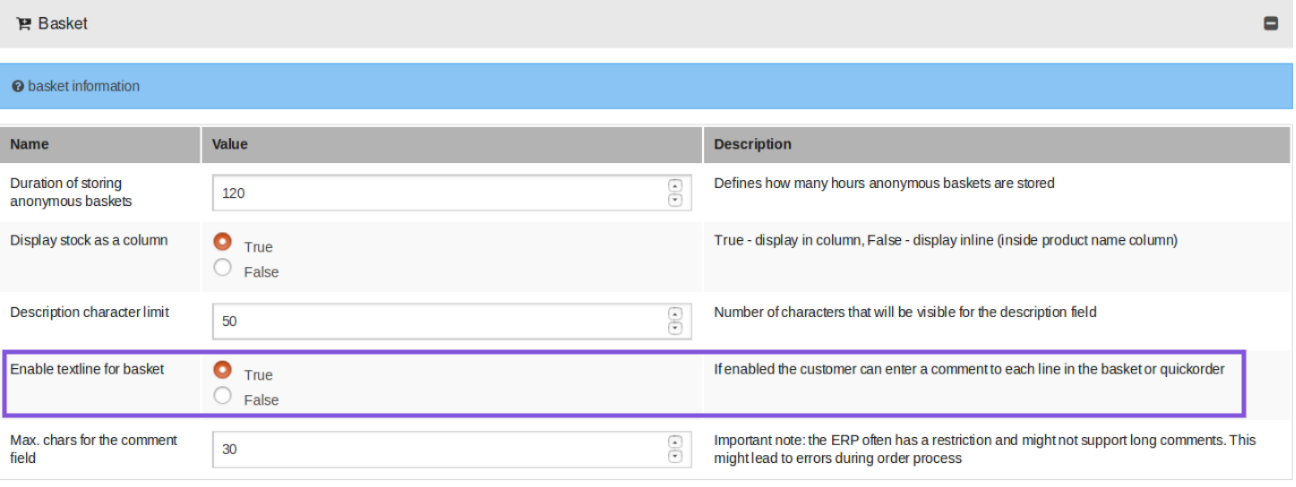 Basket
basket information
Name Value Description
Duration of storing
anonymous baskets
120
Defines how many hours anonymous baskets are stored
Display stock as a column
True
False
True - display in column, False - display inline (inside product name column)
Description character limit
50
Number of characters that will be visible for the description field
Enable textline for basket
True
False
If enabled the customer can enter a comment to each line in the basket or quickorder
Max. chars for the comment
field
30
Important note: the ERP often has a restriction and might not support long comments. This
might lead to errors during order process